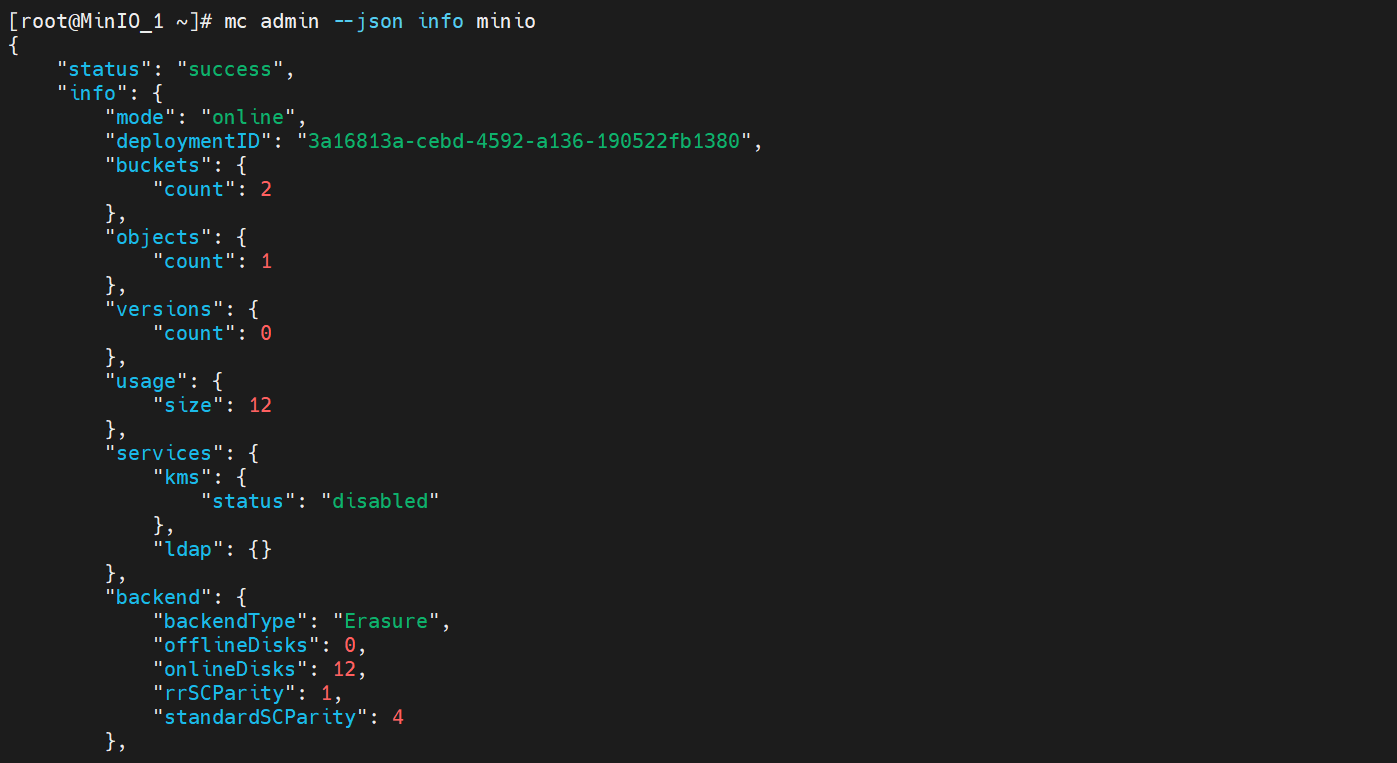 [root@MinIO_1 ~]# mc admin --json info minio
{
    "status": "success",
    "info": {
        "mode": "online",
        "deploymentID": "3a16813a-cebd-4592-a136-190522fb1380",
        "buckets": {
            "count": 2
        },
        "objects": {
            "count": 1
        },
        "versions": {
            "count": 0
        },
        "usage": {
            "size": 12
        },
        "services": {
            "kms": {
                "status": "disabled"
            },
            "ldap": {}
        },
        "backend": {
            "backendType": "Erasure",
            "offlineDisks": 0,
            "onlineDisks": 12,
            "rrSCParity": 1,
            "standardSCParity": 4
        },